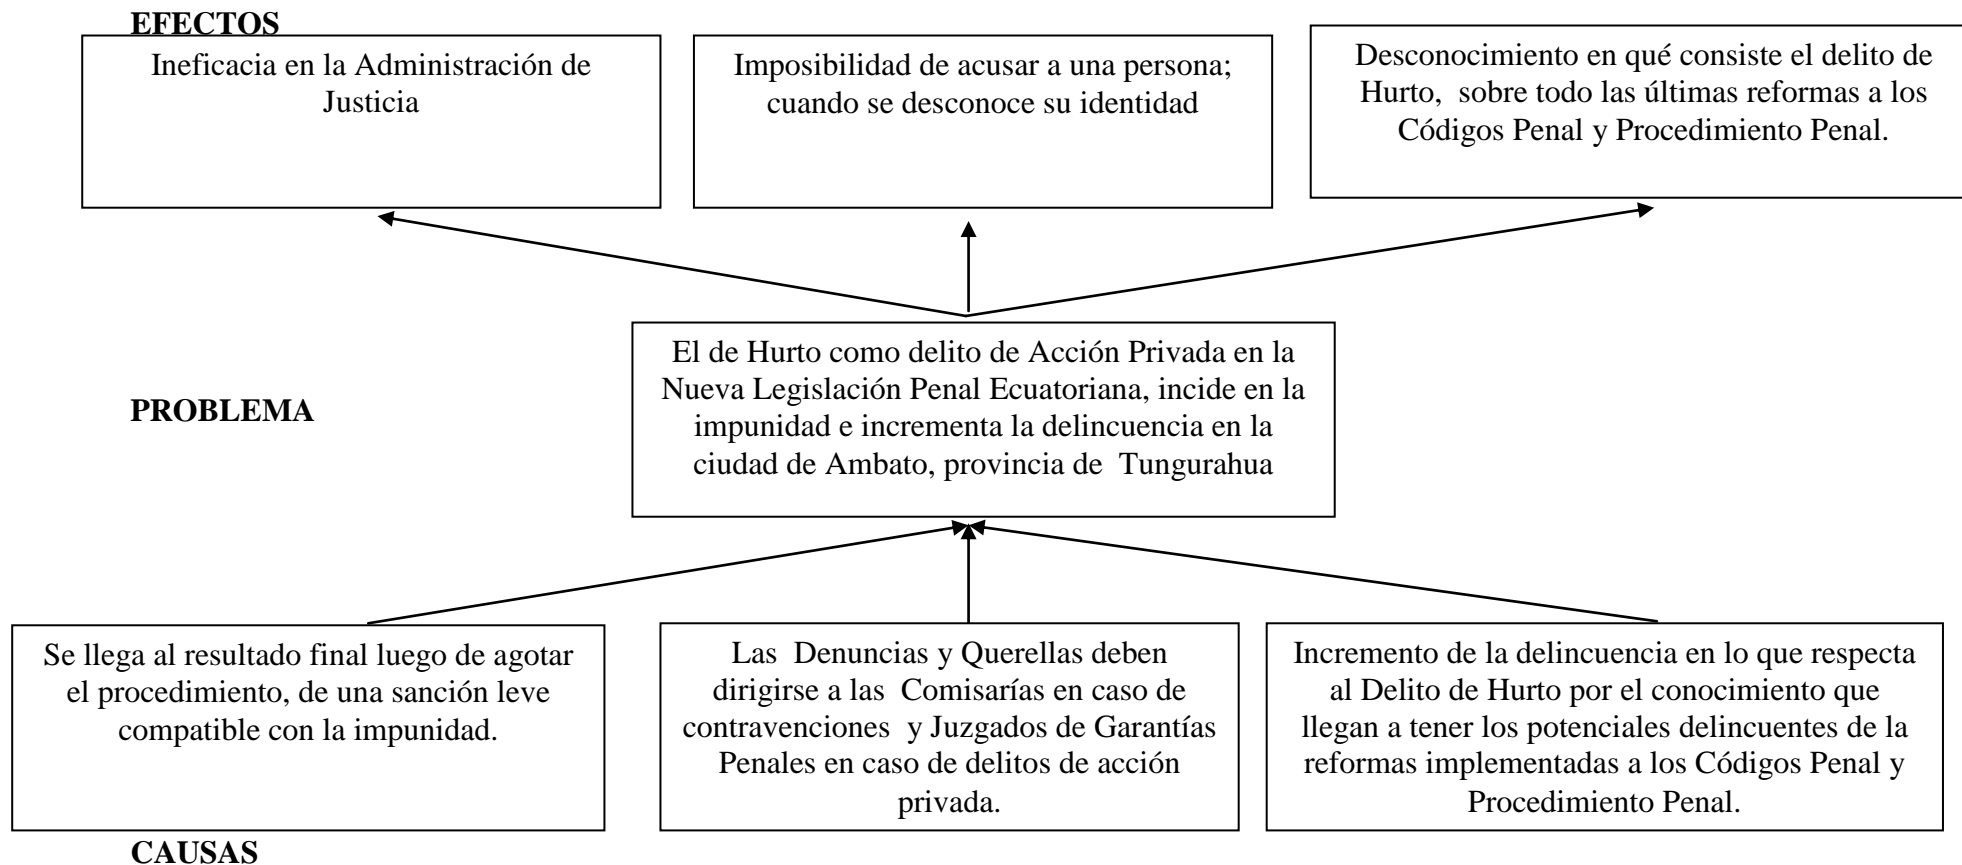 EFECTOS
Ineficacia en la Administración de
Justicia
Imposibilidad de acusar a una persona;
cuando se desconoce su identidad
Desconocimiento en qué consiste el delito de
Hurto,  sobre todo las últimas reformas a los
Códigos Penal y Procedimiento Penal.
PROBLEMA
El de Hurto como delito de Acción Privada en la
Nueva Legislación Penal Ecuatoriana, incide en la
impunidad e incrementa la delincuencia en la
ciudad de Ambato, provincia de  Tungurahua
Se llega al resultado final luego de agotar
el procedimiento, de una sanción leve
compatible con la impunidad.
Las  Denuncias y Querellas deben
dirigirse a las  Comisarías en caso de
contravenciones  y Juzgados de Garantías
Penales en caso de delitos de acción
privada.
Incremento de la delincuencia en lo que respecta
al Delito de Hurto por el conocimiento que
llegan a tener los potenciales delincuentes de la
reformas implementadas a los Códigos Penal y
Procedimiento Penal.
CAUSAS